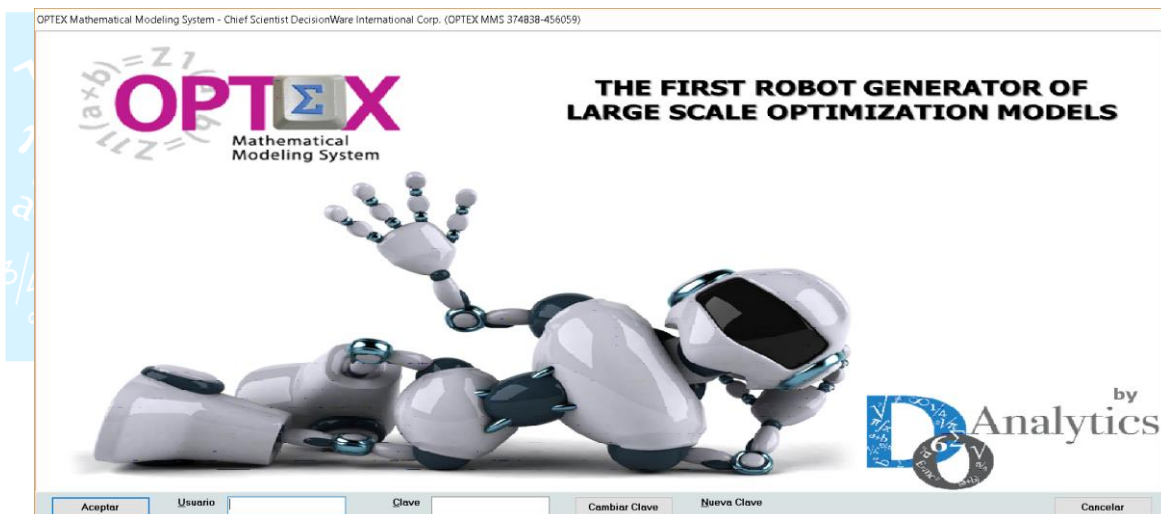 OPTEX Mathematical Modeling System - Chief Scientist DecisionWare International Corp. (OPTEX MMS 374838-456059)
OPTΣX
Mathematical
Modeling System
THE FIRST ROBOT GENERATOR OF
LARGE SCALE OPTIMIZATION MODELS
by
Analytics
Aceptar Usuario Clave Cambiar Clave Nueva Clave Cancelar